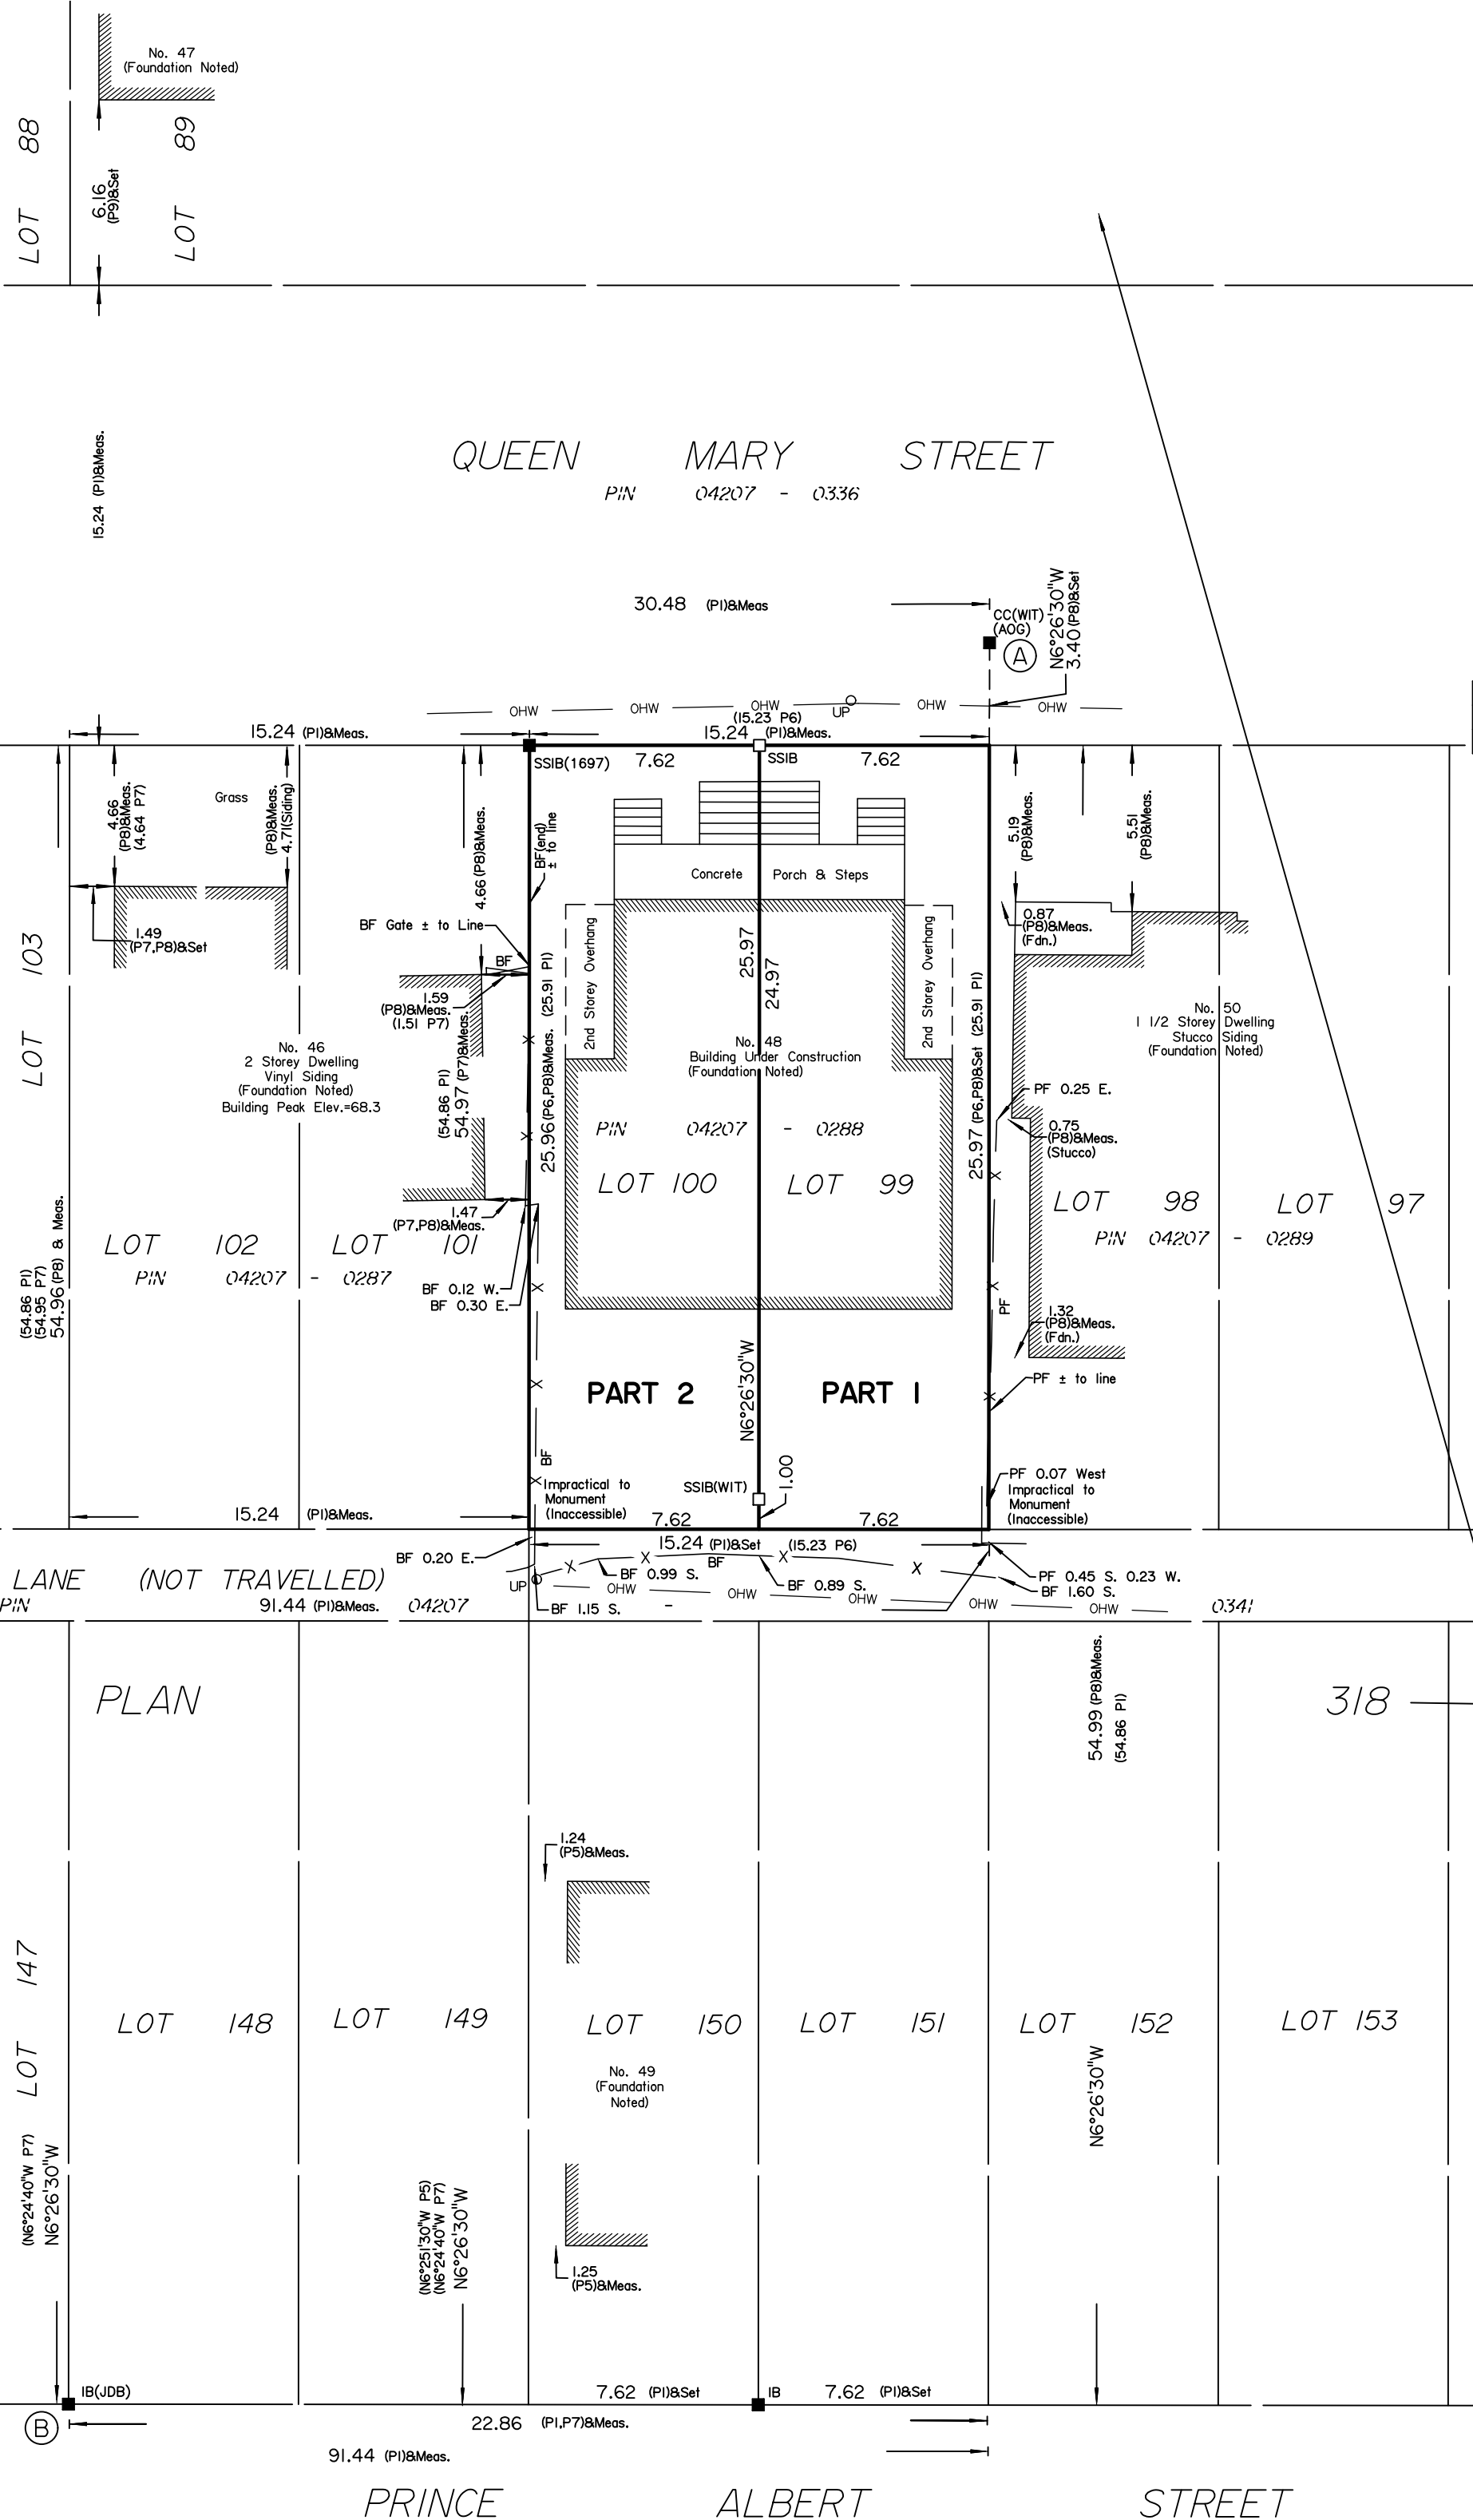 No. 47
(Foundation Noted)
LOT 88
LOT 89
6.16
(P9)&Set
15.24 (P1)&Meas.
QUEEN MARY STREET
PIN 04207 - 0336
30.48 (P1)&Meas
CC(WIT)
(AOG)
A
N6°26'30"W
3.40 (P8)&Set
OHW OHW OHW OHW OHW
UP
(15.23 P6)
15.24 (P1)&Meas.
15.24 (P1)&Meas.
SSIB(1697)
7.62
SSIB
7.62
4.66
(P8)&Meas.
(4.64 P7)
Grass
(P8)&Meas.
4.71(Siding)
4.66 (P8)&Meas.
BF(end)
± to line
5.19
(P8)&Meas.
5.51
(P8)&Meas.
Concrete Porch & Steps
1.49
(P7,P8)&Set
BF Gate ± to Line
BF
2nd Storey Overhang
2nd Storey Overhang
25.97
24.97
0.87
(P8)&Meas.
(Fdn.)
LOT 103
1.59
(P8)&Meas.
(1.51 P7)
25.96 (P6,P8)&Meas. (25.91 P1)
25.97 (P6,P8)&Set (25.91 P1)
No. 46
2 Storey Dwelling
Vinyl Siding
(Foundation Noted)
Building Peak Elev.=68.3
(54.86 P1)
54.97 (P7)&Meas.
No. 48
Building Under Construction
(Foundation Noted)
No. 50
1 1/2 Storey Dwelling
Stucco Siding
(Foundation Noted)
PF 0.25 E.
0.75
(P8)&Meas.
(Stucco)
PIN 04207 - 0288
LOT 100
LOT 99
LOT 98
LOT 97
PIN 04207 - 0289
1.47
(P7,P8)&Meas.
LOT 102
LOT 101
PIN 04207 - 0287
BF 0.12 W.
BF 0.30 E.
(54.86 P1)
(54.95 P7)
54.96 (P8) & Meas.
PF
1.32
(P8)&Meas.
(Fdn.)
PF ± to line
N6°26'30"W
PART 2
PART 1
BF
Impractical to
Monument
(Inaccessible)
SSIB(WIT)
1.00
PF 0.07 West
Impractical to
Monument
(Inaccessible)
15.24 (P1)&Meas.
7.62
7.62
15.24 (P1)&Set (15.23 P6)
BF 0.20 E.
BF
BF 0.99 S.
BF 0.89 S.
PF 0.45 S. 0.23 W.
BF 1.60 S.
UP
OHW OHW OHW OHW OHW
BF 1.15 S.
LANE (NOT TRAVELLED)
91.44 (P1)&Meas.
PIN 04207 - 0341
54.99 (P8)&Meas.
(54.86 P1)
PLAN 318
1.24
(P5)&Meas.
LOT 147
LOT 148
LOT 149
LOT 150
LOT 151
LOT 152
LOT 153
No. 49
(Foundation
Noted)
N6°26'30"W
(N6°24'40"W P7)
N6°26'30"W
(N6°251'30"W P5)
(N6°24'40"W P7)
N6°26'30"W
1.25
(P5)&Meas.
IB(JDB)
B
7.62 (P1)&Set
IB
7.62 (P1)&Set
22.86 (P1,P7)&Meas.
91.44 (P1)&Meas.
PRINCE ALBERT STREET